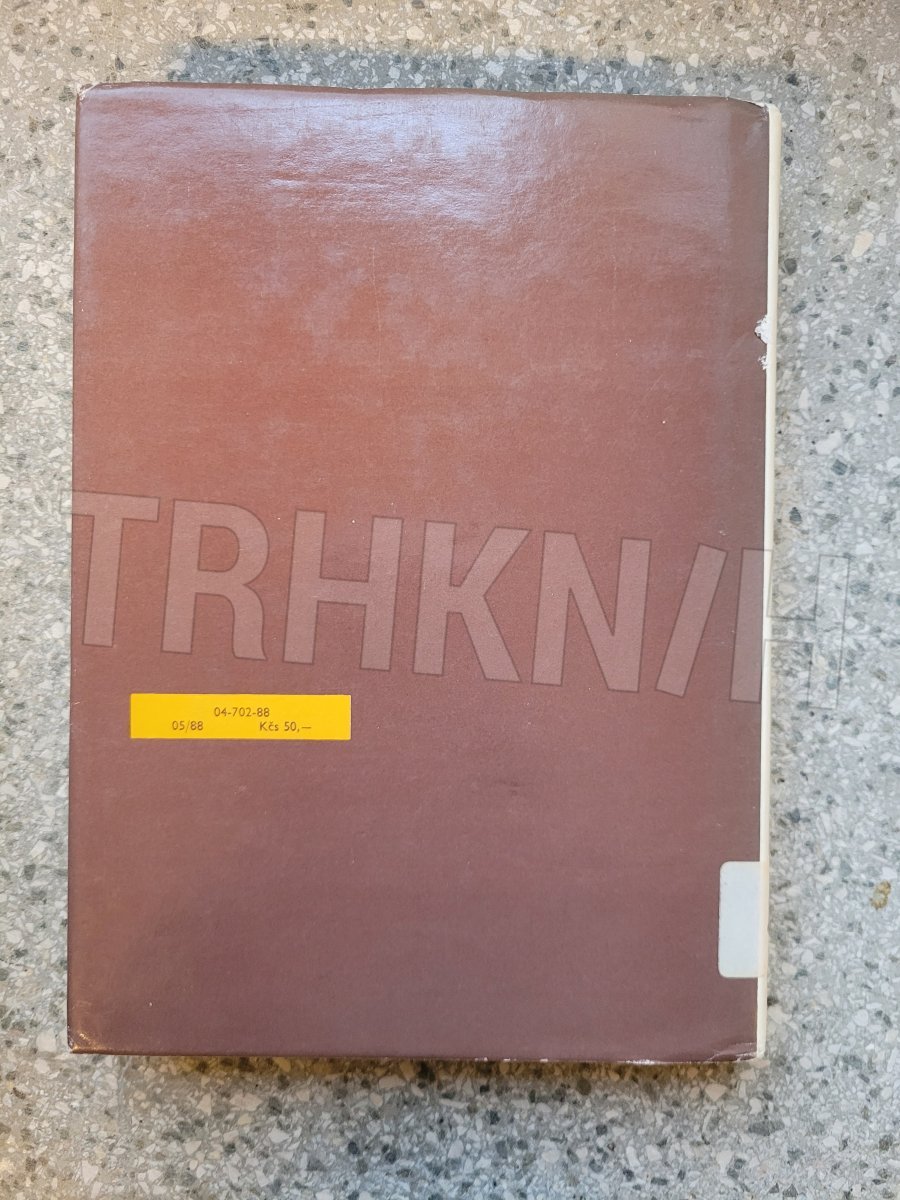 TRHKNIH
04-702-88
05/88 Kčs 50,—